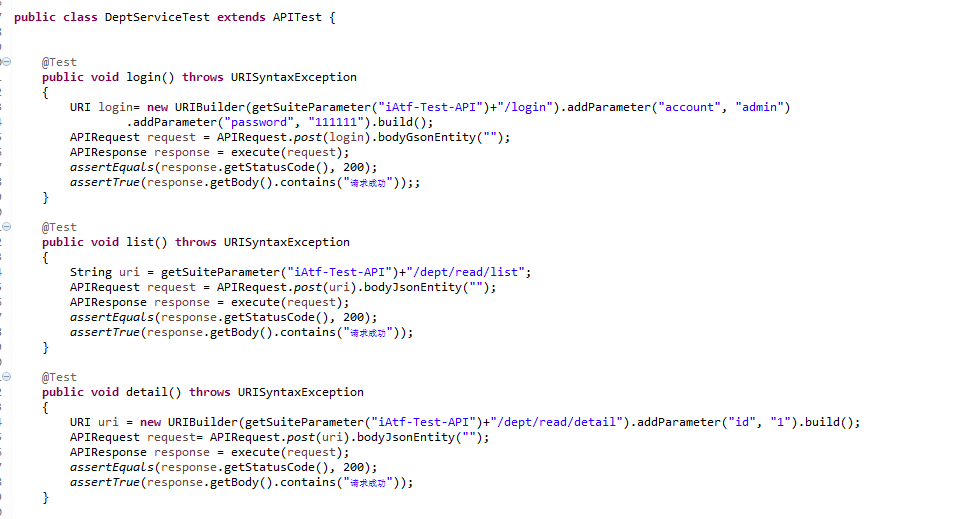 public class DeptServiceTest extends APITest {
@Test
public void login() throws URISyntaxException
{
URI login= new URIBuilder(getSuiteParameter("iAtf-Test-API")+"/login").addParameter("account", "admin")
.addParameter("password", "111111").build();
APIRequest request = APIRequest.post(login).bodyGsonEntity("");
APIResponse response = execute(request);
assertEquals(response.getStatusCode(), 200);
assertTrue(response.getBody().contains("请求成功"));;
}
@Test
public void list() throws URISyntaxException
{
String uri = getSuiteParameter("iAtf-Test-API")+"/dept/read/list";
APIRequest request = APIRequest.post(uri).bodyJsonEntity("");
APIResponse response = execute(request);
assertEquals(response.getStatusCode(), 200);
assertTrue(response.getBody().contains("请求成功"));
}
@Test
public void detail() throws URISyntaxException
{
URI uri = new URIBuilder(getSuiteParameter("iAtf-Test-API")+"/dept/read/detail").addParameter("id", "1").build();
APIRequest request= APIRequest.post(uri).bodyJsonEntity("");
APIResponse response = execute(request);
assertEquals(response.getStatusCode(), 200);
assertTrue(response.getBody().contains("请求成功"));
}